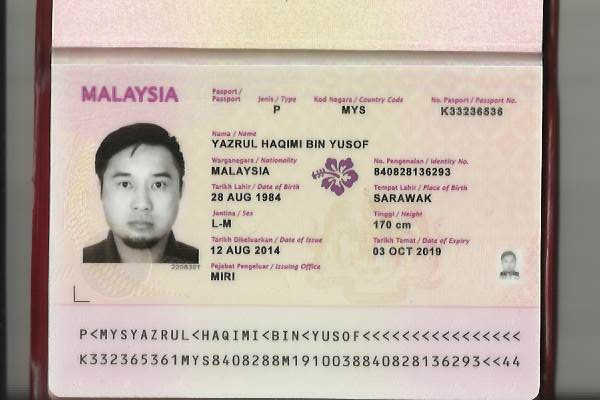 MALAYSIA
Pasport / Passport
Jenis / Type
P
Kod Negara / Country Code
MYS
No. Pasport / Passport No.
K33236536
Nama / Name
YAZRUL HAQIMI BIN YUSOF
Warganegara / Nationality
MALAYSIA
No. Pengenalan / Identity No.
840828136293
Tarikh Lahir / Date of Birth
28 AUG 1984
Tempat Lahir / Place of Birth
SARAWAK
Jantina / Sex
L-M
Tinggi / Height
170 cm
Tarikh Dikeluarkan / Date of Issue
12 AUG 2014
Tarikh Tamat / Date of Expiry
03 OCT 2019
Pejabat Pengeluar / Issuing Office
MIRI
P<MYSYAZRUL<HAQIMI<BIN<YUSOF<<<<<<<<<<<<<<<<
K332365361MYS8408288M1910038840828136293<<44